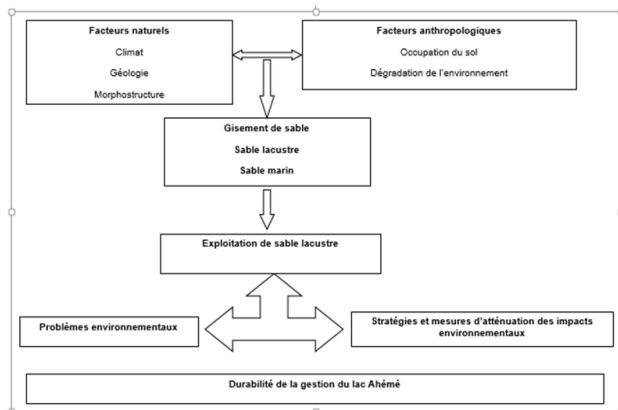 Facteurs naturels
Climat
Géologie
Morphostructure
Facteurs anthropologiques
Occupation du sol
Dégradation de l'environnement
Gisement de sable
Sable lacustre
Sable marin
Exploitation de sable lacustre
Problèmes environnementaux
Stratégies et mesures d'atténuation des impacts
environnementaux
Durabilité de la gestion du lac Ahémé